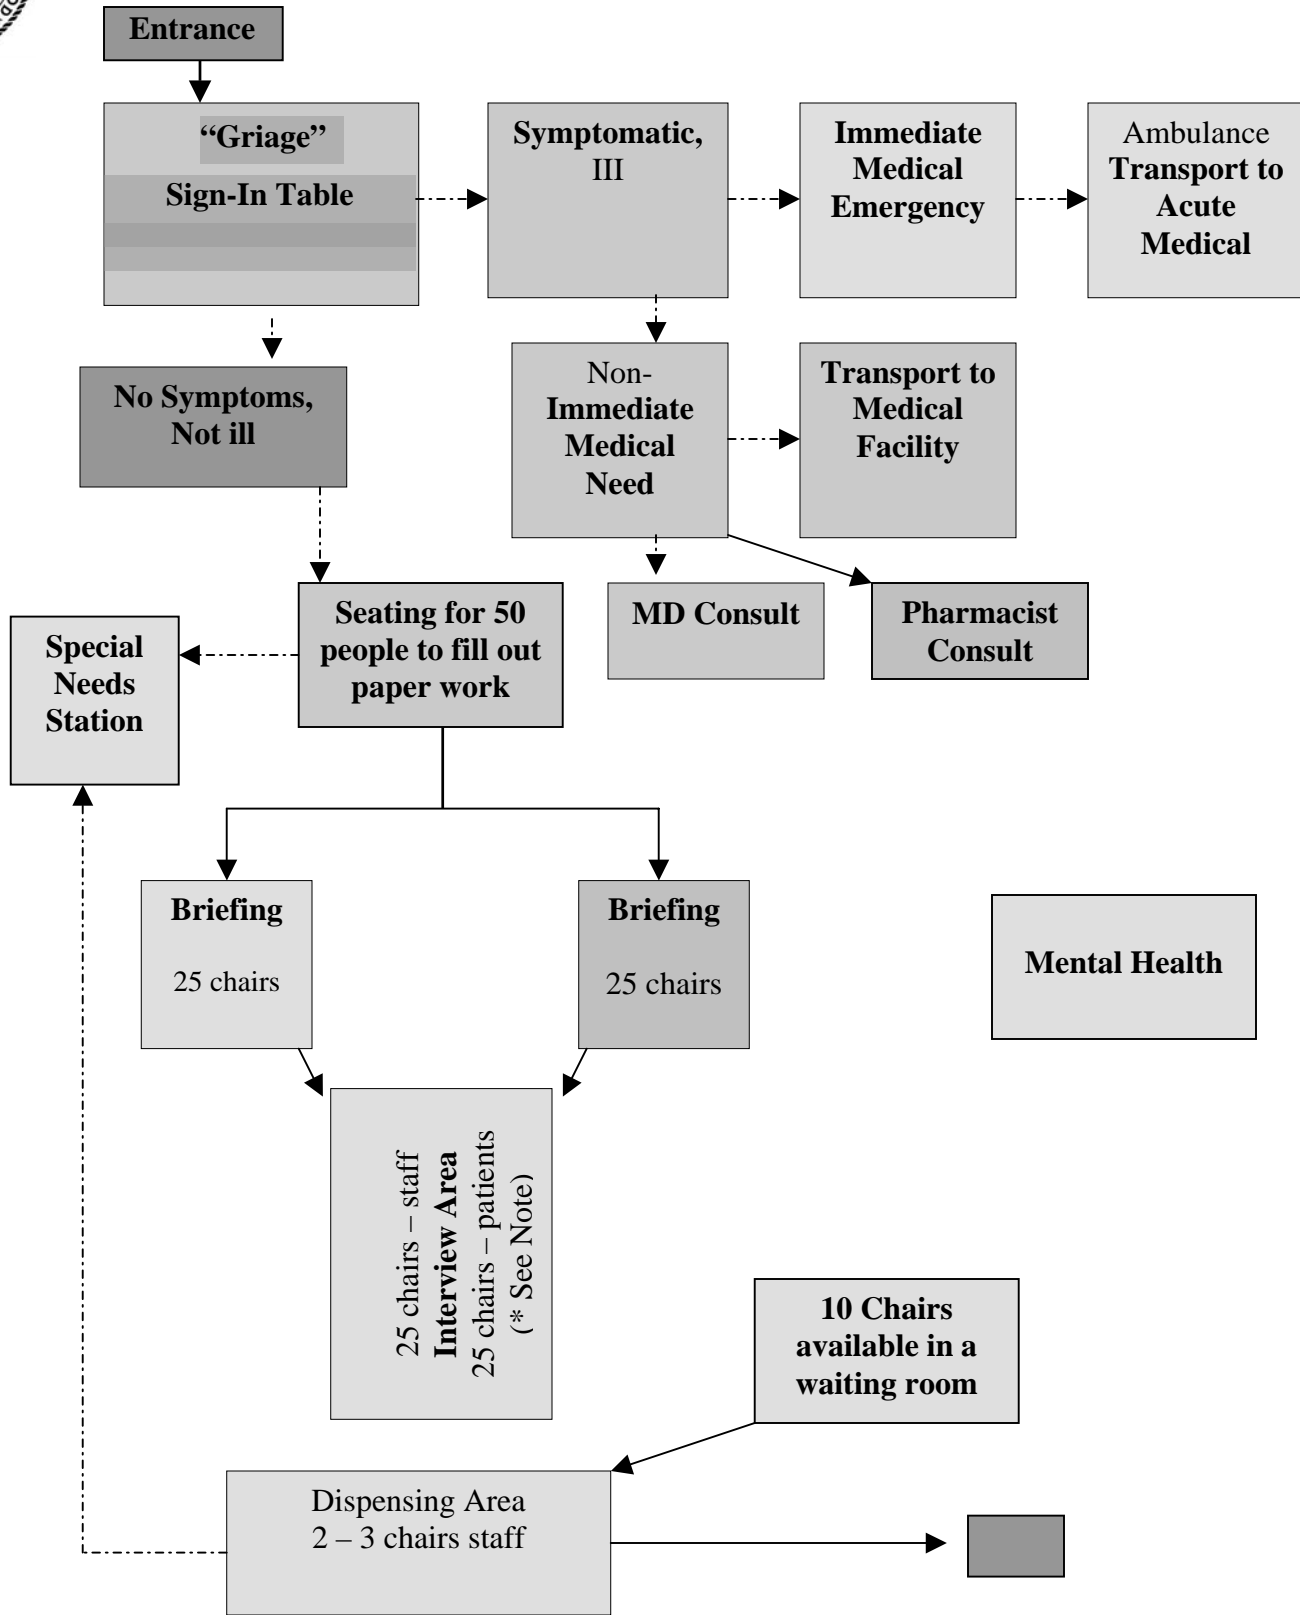 Entrance
“Griage”
Sign-In Table
Symptomatic,
III
Immediate
Medical
Emergency
Ambulance
Transport to
Acute
Medical
No Symptoms,
Not ill
Non-
Immediate
Medical
Need
Transport to
Medical
Facility
Special
Needs
Station
Seating for 50
people to fill out
paper work
MD Consult
Pharmacist
Consult
Briefing
25 chairs
Briefing
25 chairs
Mental Health
25 chairs – staff
Interview Area
25 chairs – patients
(* See Note)
10 Chairs
available in a
waiting room
Dispensing Area
2 – 3 chairs staff